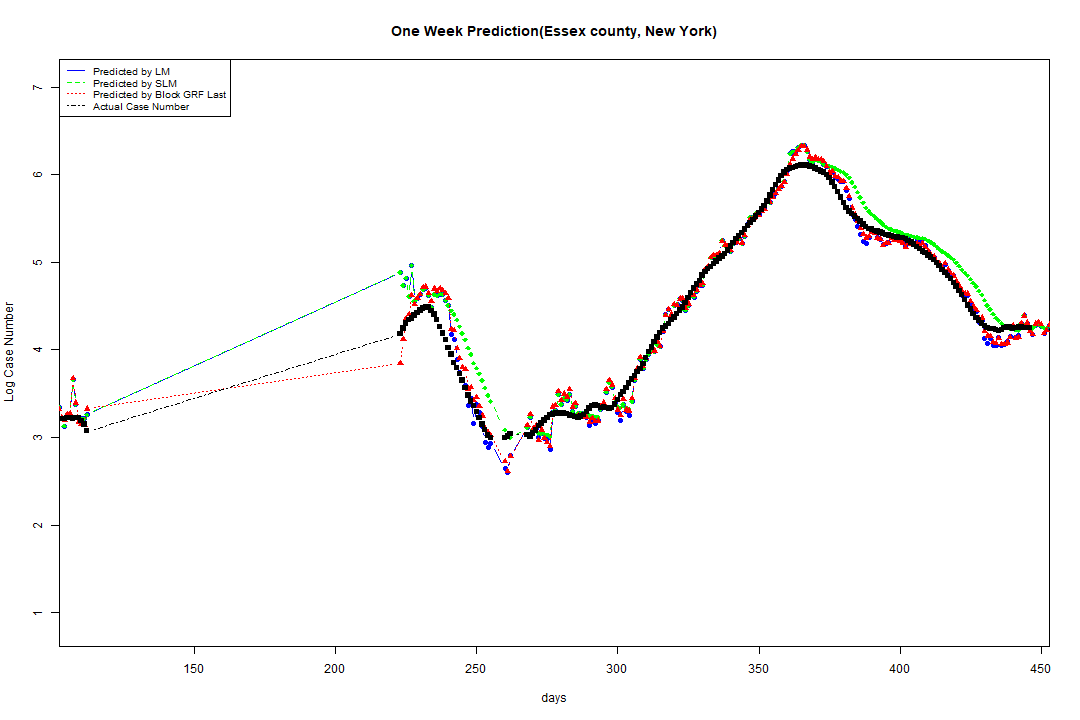 One Week Prediction(Essex county, New York)
Predicted by LM
Predicted by SLM
Predicted by Block GRF Last
Actual Case Number
Log Case Number
7
6
5
4
3
2
1
150
200
250
300
350
400
450
days